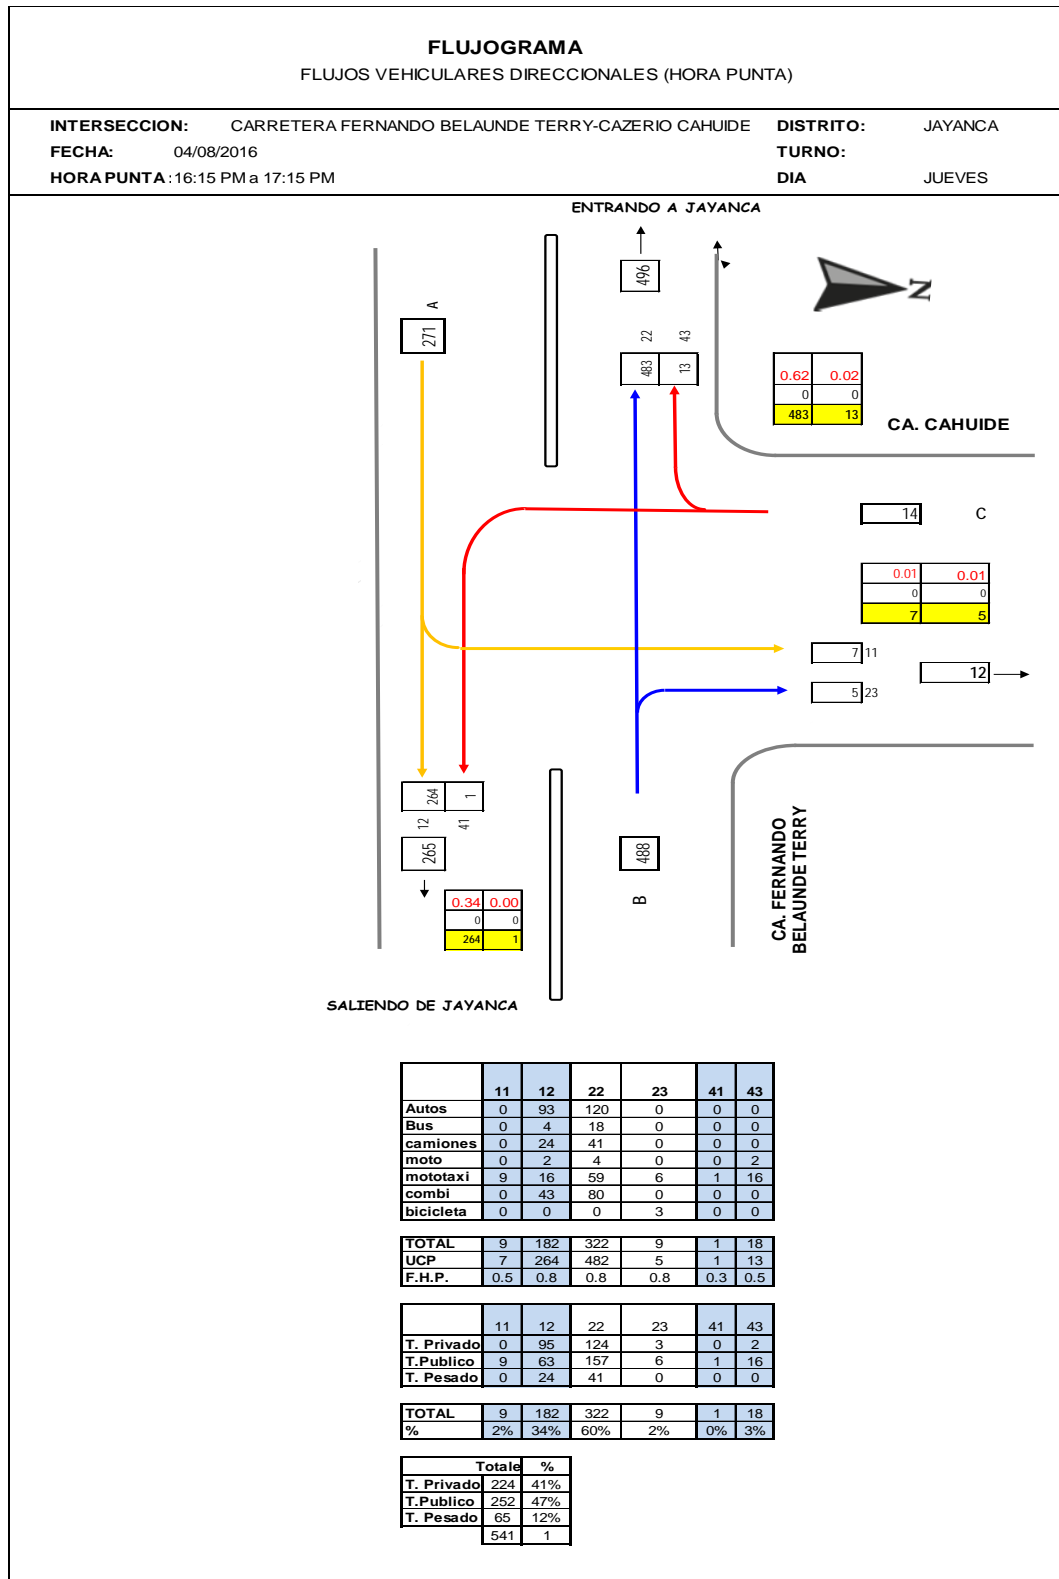 FLUJOGRAMA
FLUJOS VEHICULARES DIRECCIONALES (HORA PUNTA)
INTERSECCION: CARRETERA FERNANDO BELAUNDE TERRY-CAZERIO CAHUIDE DISTRITO: JAYANCA
FECHA: 04/08/2016 TURNO:
HORA PUNTA : 16:15 PM a 17:15 PM DIA JUEVES
ENTRANDO A JAYANCA
496
N
A
271
22 43
483 13
0.62 0.02
0 0
483 13
CA. CAHUIDE
14 C
0.01 0.01
0 0
7 5
7 11
12
5 23
264 1
12 41
265
488
B
CA. FERNANDO
BELAUNDE TERRY
0.34 0.00
0 0
264 1
SALIENDO DE JAYANCA
11 12 22 23 41 43
Autos 0 93 120 0 0 0
Bus 0 4 18 0 0 0
camiones 0 24 41 0 0 0
moto 0 2 4 0 0 2
mototaxi 9 16 59 6 1 16
combi 0 43 80 0 0 0
bicicleta 0 0 0 3 0 0
TOTAL 9 182 322 9 1 18
UCP 7 264 482 5 1 13
F.H.P. 0.5 0.8 0.8 0.8 0.3 0.5
11 12 22 23 41 43
T. Privado 0 95 124 3 0 2
T.Publico 9 63 157 6 1 16
T. Pesado 0 24 41 0 0 0
TOTAL 9 182 322 9 1 18
% 2% 34% 60% 2% 0% 3%
Totale %
T. Privado 224 41%
T.Publico 252 47%
T. Pesado 65 12%
541 1